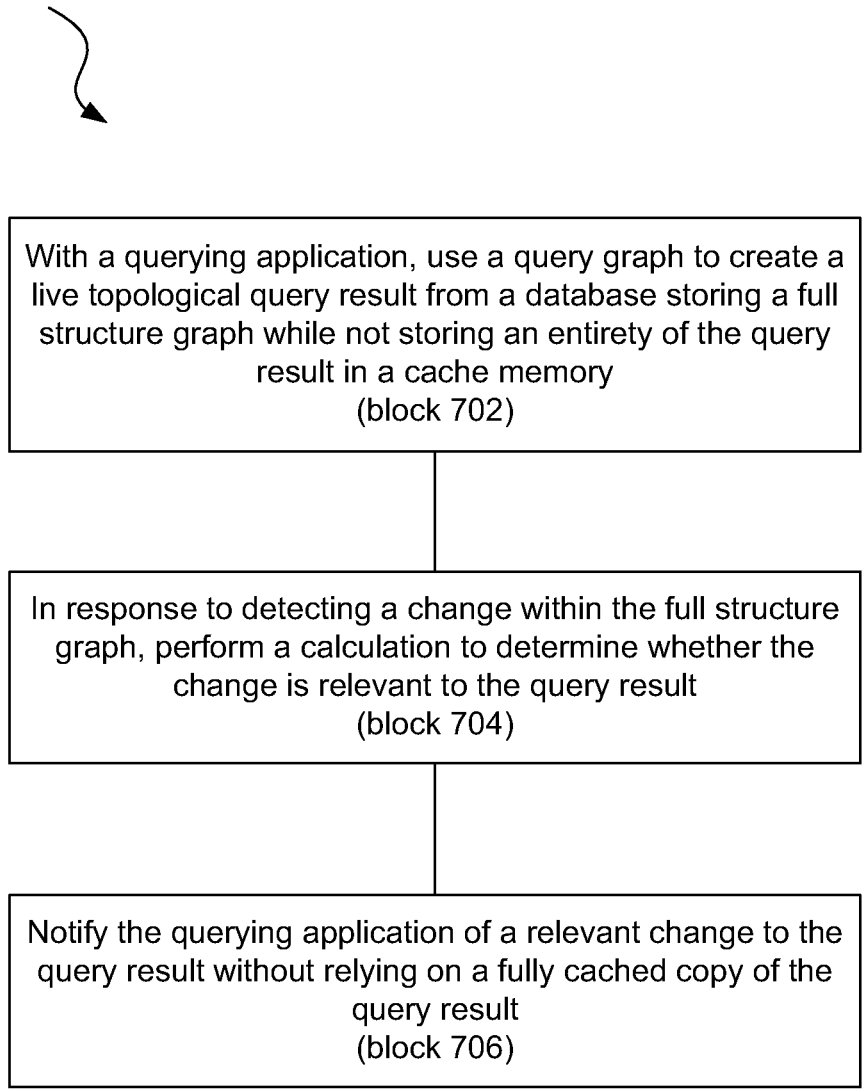 With a querying application, use a query graph to create a
live topological query result from a database storing a full
structure graph while not storing an entirety of the query
result in a cache memory
(block 702)
In response to detecting a change within the full structure
graph, perform a calculation to determine whether the
change is relevant to the query result
(block 704)
Notify the querying application of a relevant change to the
query result without relying on a fully cached copy of the
query result
(block 706)